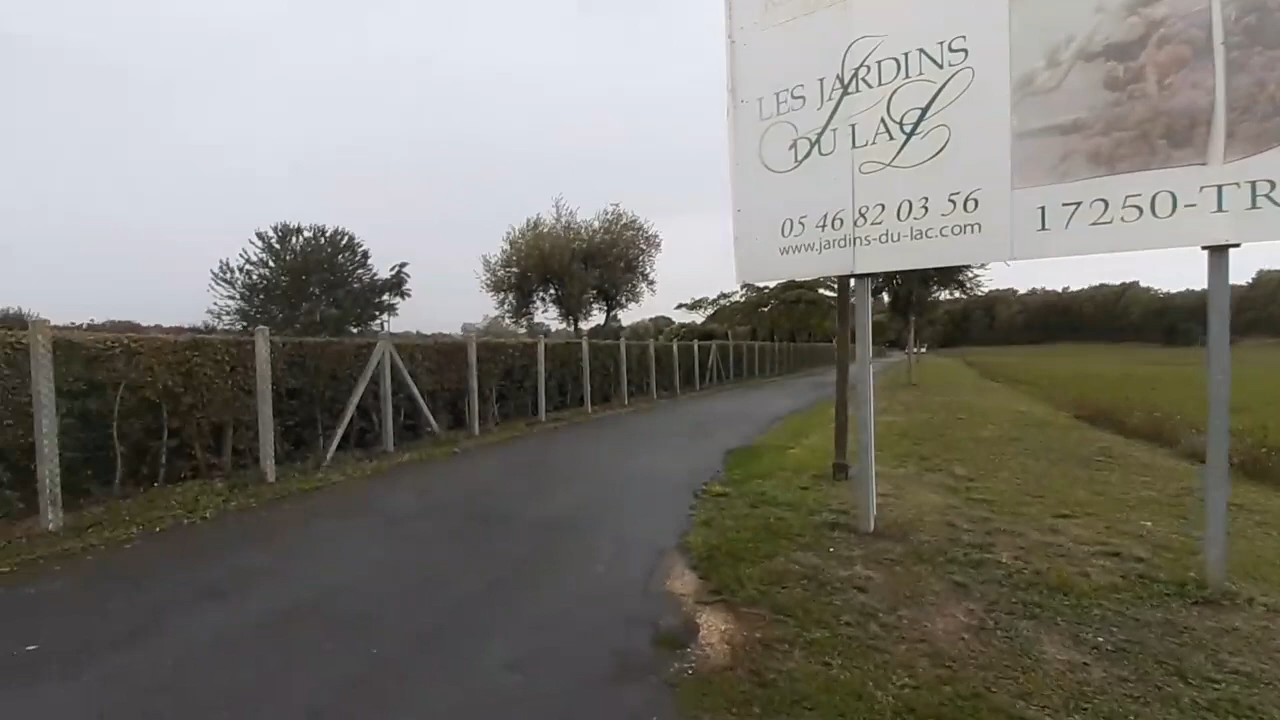 LES JARDINS
DU LAC
05 46 82 03 56
www.jardins-du-lac.com
17250-TR